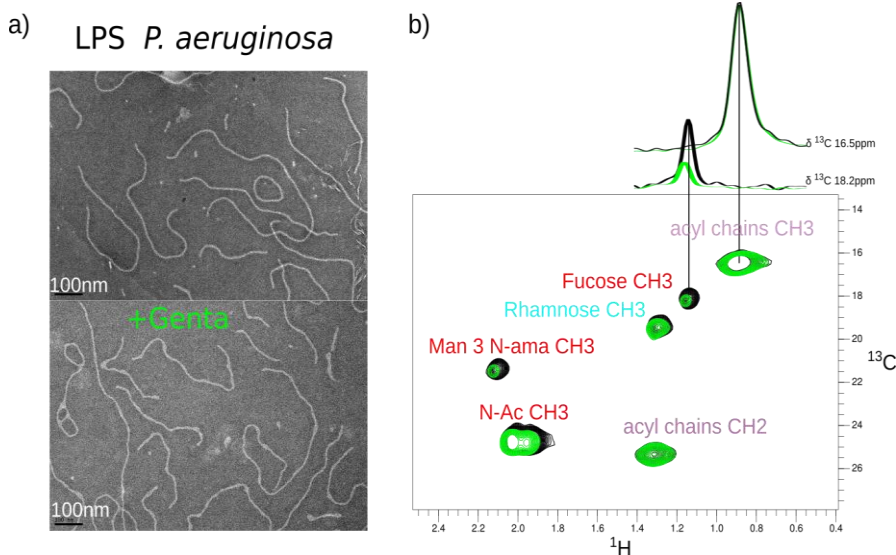 a)
LPS P. aeruginosa
100nm
+Genta
100nm
b)
δ 13C 16.5ppm
δ 13C 18.2ppm
acyl chains CH3
Fucose CH3
Rhamnose CH3
Man 3 N-ama CH3
N-Ac CH3
acyl chains CH2
14
16
18
20
22
24
26
13C
2.4 2.2 2.0 1.8 1.6 1.4 1.2 1.0 0.8 0.6 0.4
1H